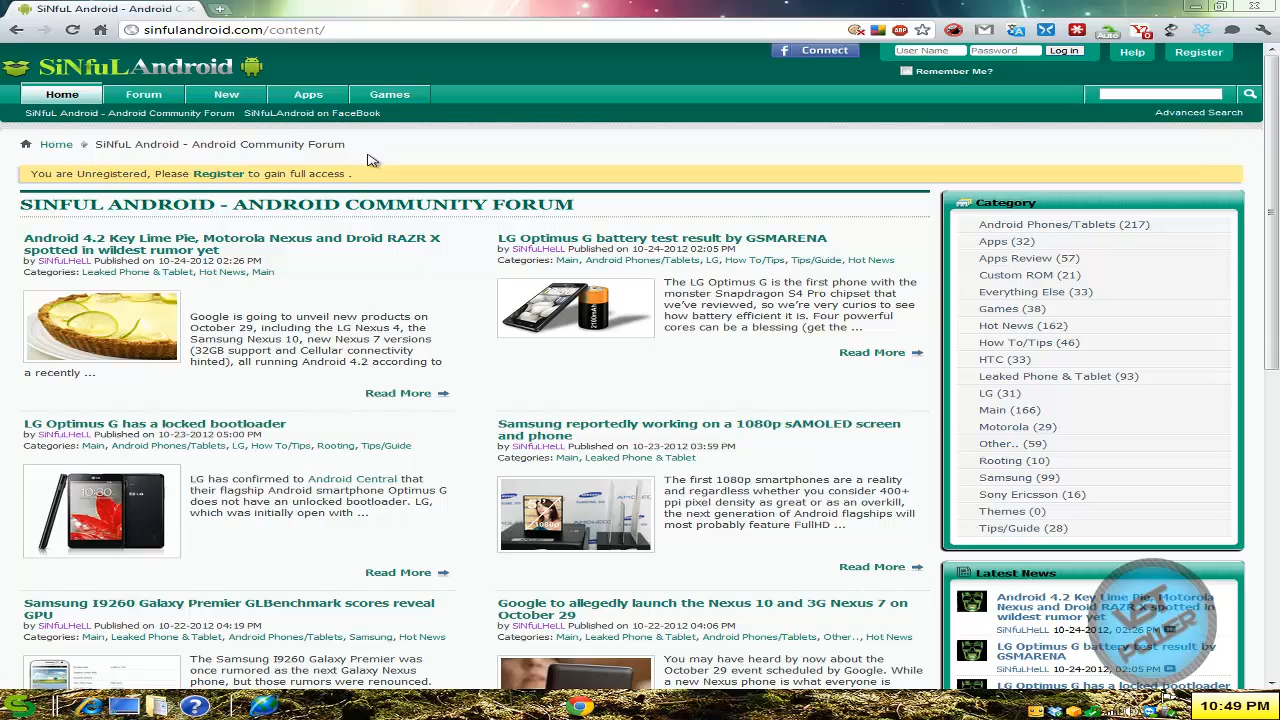 SiNfuL Android - Android C
sinfulandroid.com/content/
Connect
User Name
Password
Log in
Help
Register
SiNfuLAndroid
Remember Me?
Home
Forum
New
Apps
Games
SiNfuL Android - Android Community Forum
SiNfuLAndroid on FaceBook
Advanced Search
Home
SiNfuL Android - Android Community Forum
You are Unregistered, Please Register to gain full access .
SINFUL ANDROID - ANDROID COMMUNITY FORUM
Android 4.2 Key Lime Pie, Motorola Nexus and Droid RAZR X
spotted in wildest rumor yet
by SiNfuLHeLL Published on 10-24-2012 02:26 PM
Categories: Leaked Phone & Tablet, Hot News, Main
Google is going to unveil new products on
October 29, including the LG Nexus 4, the
Samsung Nexus 10, new Nexus 7 versions
(32GB support and Cellular connectivity
hinted), all running Android 4.2 according to
a recently ...
Read More
LG Optimus G battery test result by GSMARENA
by SiNfuLHeLL Published on 10-24-2012 02:05 PM
Categories: Main, Android Phones/Tablets, LG, How To/Tips, Tips/Guide, Hot News
The LG Optimus G is the first phone with the
monster Snapdragon S4 Pro chipset that
we've reviewed, so we're very curios to see
how battery efficient it is. Four powerful
cores can be a blessing (get the ...
Read More
LG Optimus G has a locked bootloader
by SiNfuLHeLL Published on 10-23-2012 05:00 PM
Categories: Main, Android Phones/Tablets, LG, How To/Tips, Rooting, Tips/Guide
LG has confirmed to Android Central that
their flagship Android smartphone Optimus G
does not have an unlocked bootloader. LG,
which was initially open with ...
Read More
Samsung reportedly working on a 1080p sAMOLED screen
and phone
by SiNfuLHeLL Published on 10-23-2012 03:59 PM
Categories: Main, Leaked Phone & Tablet
The first 1080p smartphones are a reality
and regardless whether you consider 400+
ppi pixel density as great or as an overkill,
the next generation of Android flagships will
most probably feature FullHD ...
Read More
Samsung I9260 Galaxy Premier GLBenchmark scores reveal
GPU
by SiNfuLHeLL Published on 10-22-2012 04:19 PM
Categories: Main, Leaked Phone & Tablet, Android Phones/Tablets, Samsung, Hot News
The Samsung I9260 Galaxy Premier was
once rumored as the next Galaxy Nexus
phone, but those rumors were renounced.
Google to allegedly launch the Nexus 10 and 3G Nexus 7 on
October 29
by SiNfuLHeLL Published on 10-22-2012 04:06 PM
Categories: Main, Leaked Phone & Tablet, Android Phones/Tablets, Other.., Hot News
You may have heard by now about the
October 29 event scheduled by Google. While
a new Nexus phone is what everyone is
Category
Android Phones/Tablets (217)
Apps (32)
Apps Review (57)
Custom ROM (21)
Everything Else (33)
Games (38)
Hot News (162)
How To/Tips (46)
HTC (33)
Leaked Phone & Tablet (93)
LG (31)
Main (166)
Motorola (29)
Other.. (59)
Rooting (10)
Samsung (99)
Sony Ericsson (16)
Themes (0)
Tips/Guide (28)
Latest News
Android 4.2 Key Lime Pie, Motorola
Nexus and Droid RAZR X spotted in
wildest rumor yet
SiNfuLHeLL 10-24-2012, 02:26 PM
LG Optimus G battery test result by
GSMARENA
SiNfuLHeLL 10-24-2012, 02:05 PM
LG Optimus G has a locked bootloader
10:49 PM